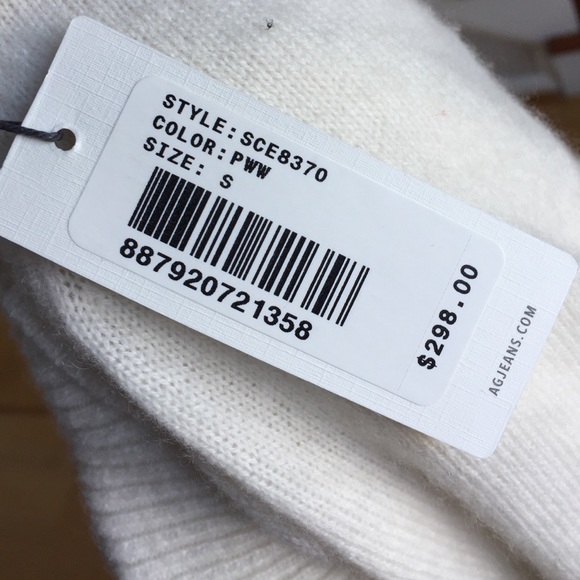 STYLE:SCE8370
COLOR:PWW
SIZE: S
887920721358
$298.00
AGJEANS.COM